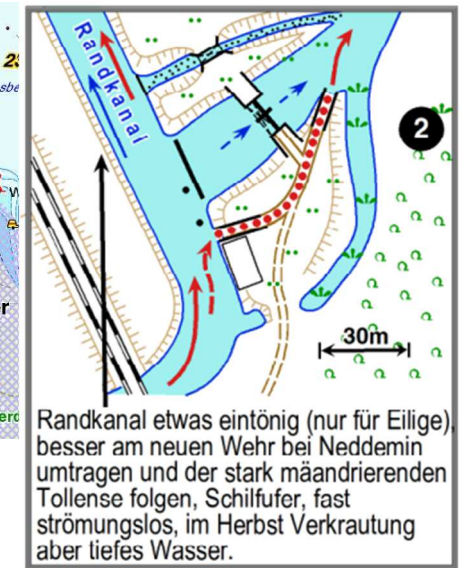 Randkanal
2
30m
Randkanal etwas eintönig (nur für Eilige),
besser am neuen Wehr bei Neddemin
umtragen und der stark mäandrierenden
Tollense folgen, Schilfufer, fast
strömungslos, im Herbst Verkrautung
aber tiefes Wasser.